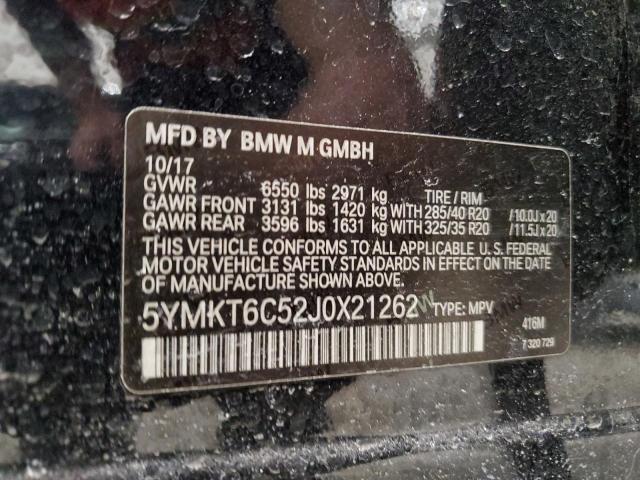 MFD BY BMW M GMBH
10/17
GVWR 6550 lbs 2971 kg TIRE / RIM
GAWR FRONT 3131 lbs 1420 kg WITH 285/40 R20 /10.0J x 20
GAWR REAR 3596 lbs 1631 kg WITH 325/35 R20 /11.5J x 20
THIS VEHICLE CONFORMS TO ALL APPLICABLE U. S. FEDERAL
MOTOR VEHICLE SAFETY STANDARDS IN EFFECT ON THE
DATE OF MANUFACTURE SHOWN ABOVE.
5YMKT6C52J0X21262 TYPE: MPV
416M
7 320 729